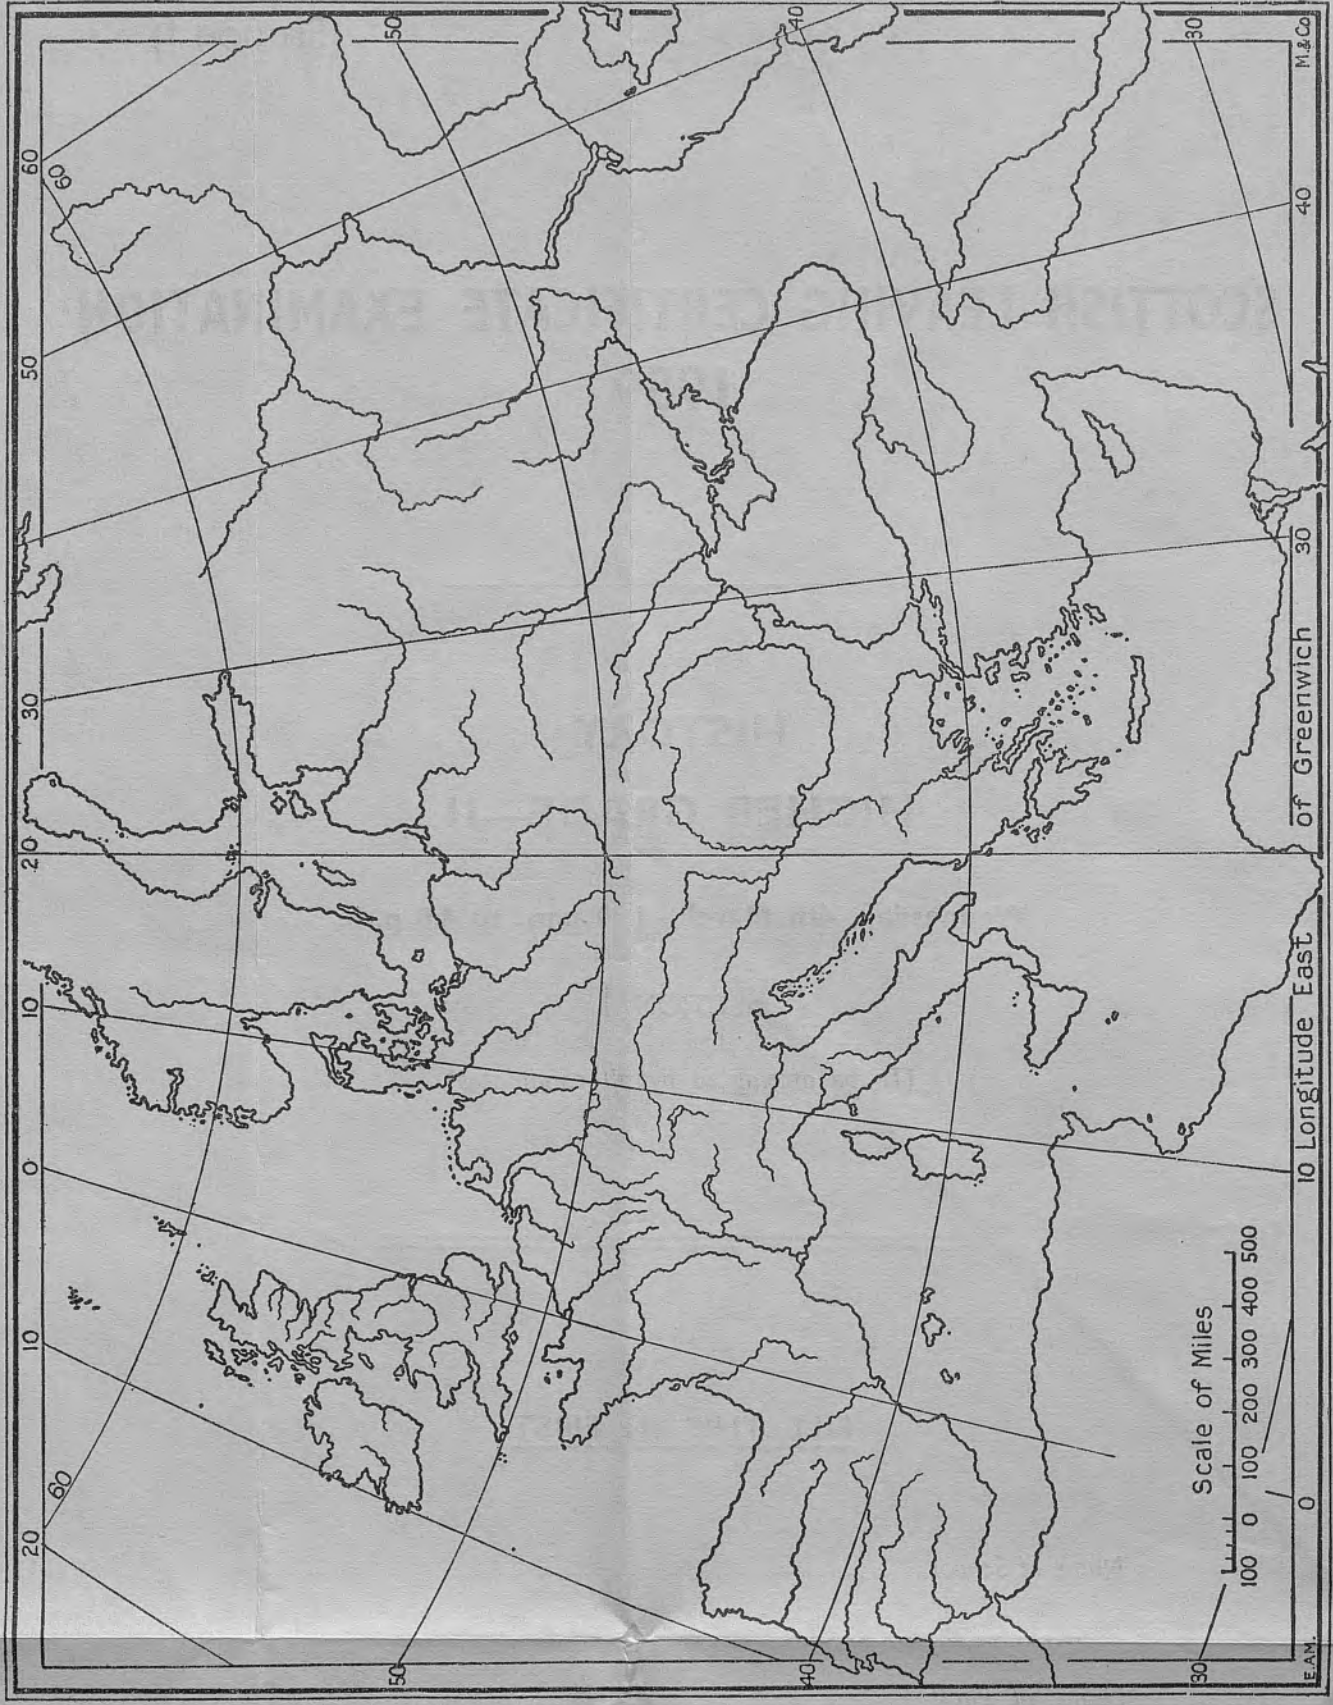 20 10 0 10 20 30 50 60
60 60
50 50
40 40
Scale of Miles
100 0 100 200 300 400 500
30 30
0 10 Longitude East of Greenwich 30 40
E.A.M. M.&Co